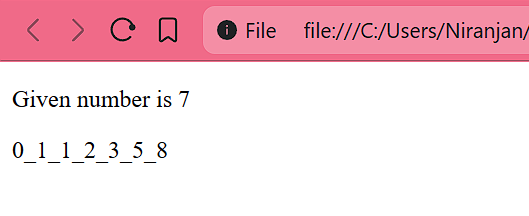 File file:///C:/Users/Niranjan/
Given number is 7
0_1_1_2_3_5_8